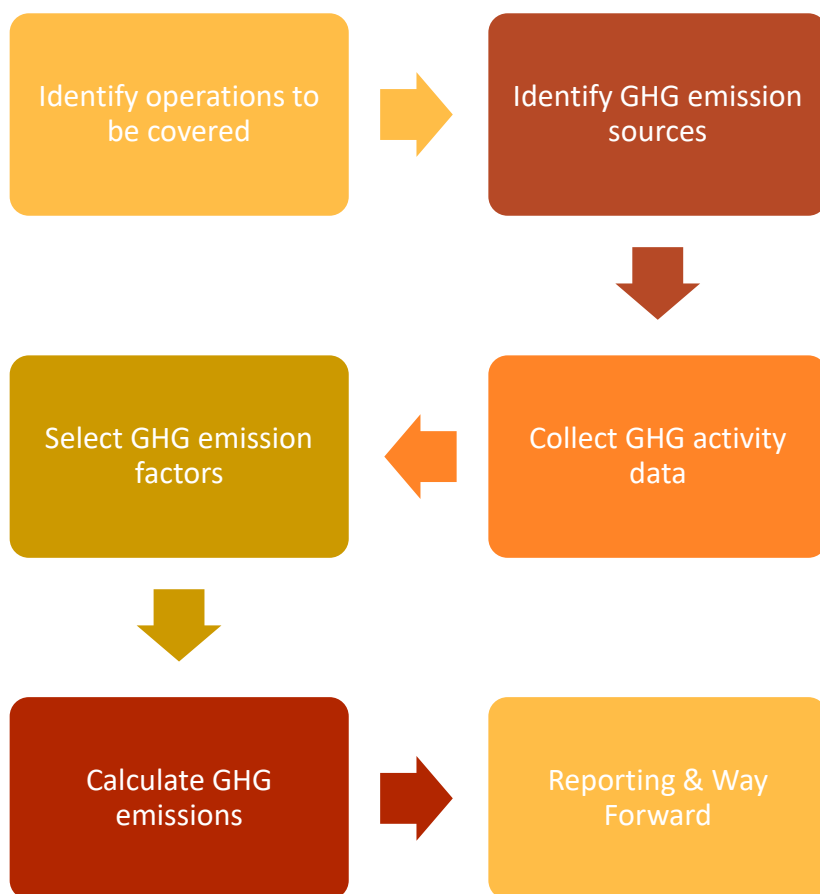 Identify operations to
be covered
Identify GHG emission
sources
Collect GHG activity
data
Select GHG emission
factors
Calculate GHG
emissions
Reporting & Way
Forward